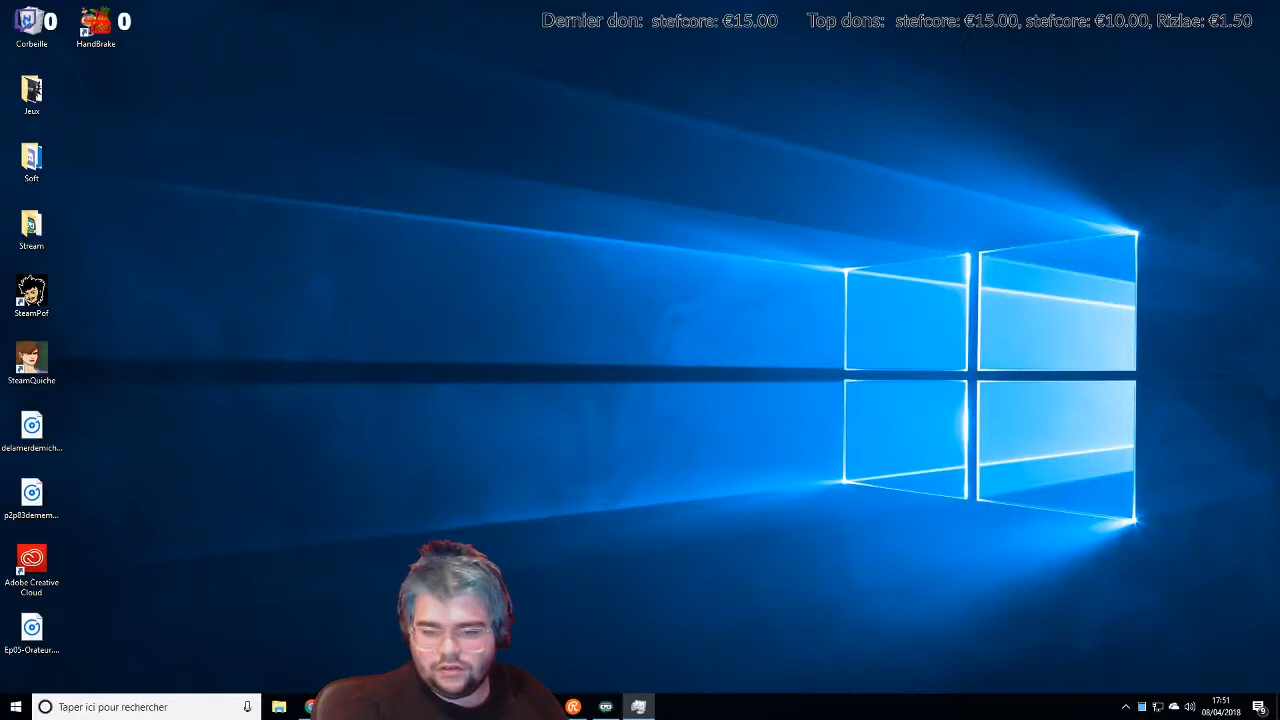 Dernier don: stefcore: €15.00 Top dons: stefcore: €15.00, stefcore: €10.00, Rizlae: €1.50
0 0
Corbeille HandBrake
Jeux
Soft
Stream
SteamPof
SteamQuiche
delamerdemich...
p2p83demem...
Adobe Creative
Cloud
Ep05-Orateur....
Taper ici pour rechercher
17:51
08/04/2018